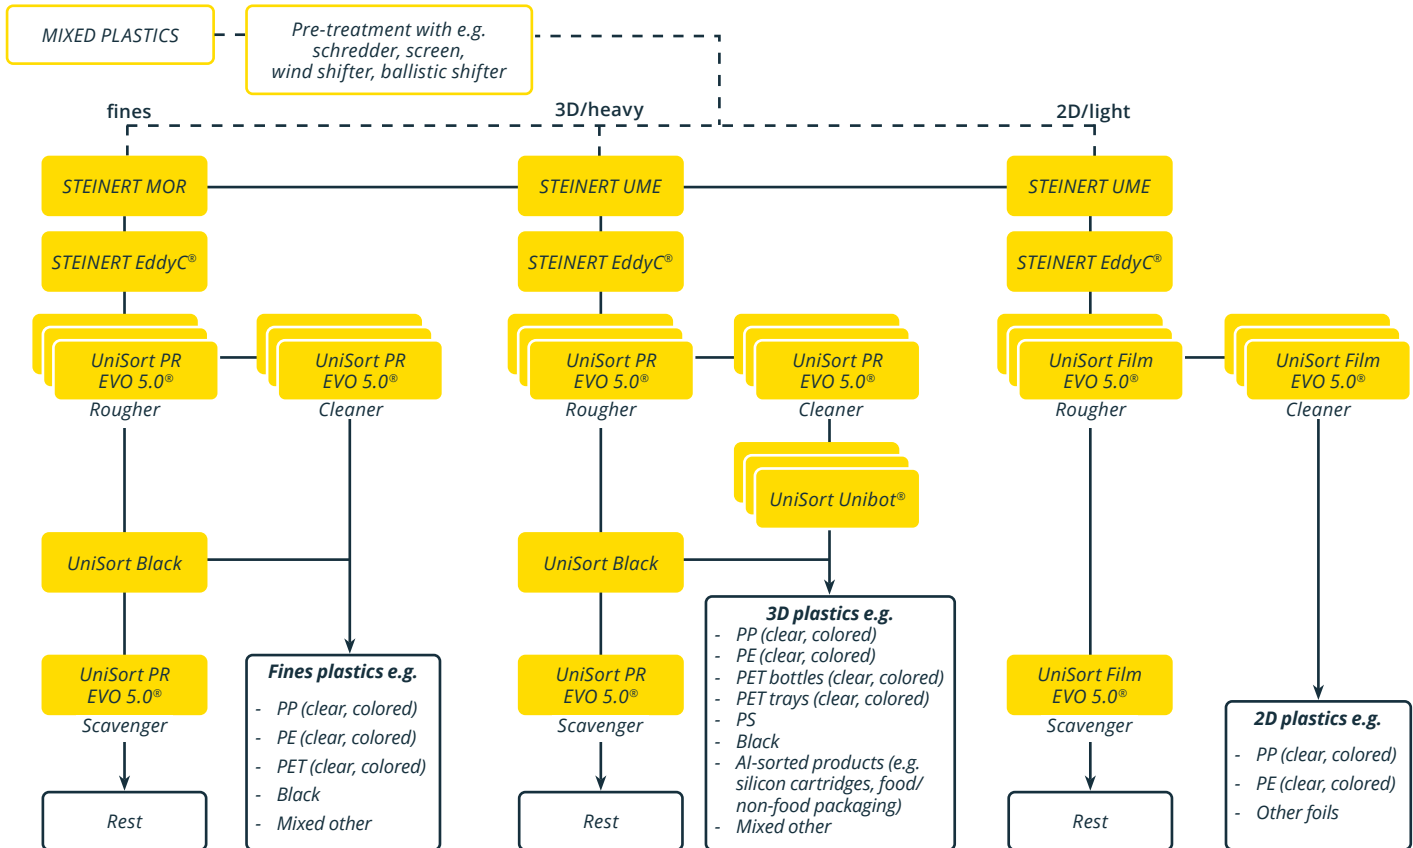 MIXED PLASTICS
Pre-treatment with e.g.
schredder, screen,
wind shifter, ballistic shifter
fines
3D/heavy
2D/light
STEINERT MOR
STEINERT UME
STEINERT UME
STEINERT EddyC®
STEINERT EddyC®
STEINERT EddyC®
UniSort PR
EVO 5.0®
Rougher
UniSort PR
EVO 5.0®
Cleaner
UniSort PR
EVO 5.0®
Rougher
UniSort PR
EVO 5.0®
Cleaner
UniSort Film
EVO 5.0®
Rougher
UniSort Film
EVO 5.0®
Cleaner
UniSort Unibot®
UniSort Black
UniSort Black
UniSort PR
EVO 5.0®
Scavenger
Fines plastics e.g.
- PP (clear, colored)
- PE (clear, colored)
- PET (clear, colored)
- Black
- Mixed other
UniSort PR
EVO 5.0®
Scavenger
3D plastics e.g.
- PP (clear, colored)
- PE (clear, colored)
- PET bottles (clear, colored)
- PET trays (clear, colored)
- PS
- Black
- AI-sorted products (e.g.
silicon cartridges, food/
non-food packaging)
- Mixed other
UniSort Film
EVO 5.0®
Scavenger
2D plastics e.g.
- PP (clear, colored)
- PE (clear, colored)
- Other foils
Rest
Rest
Rest